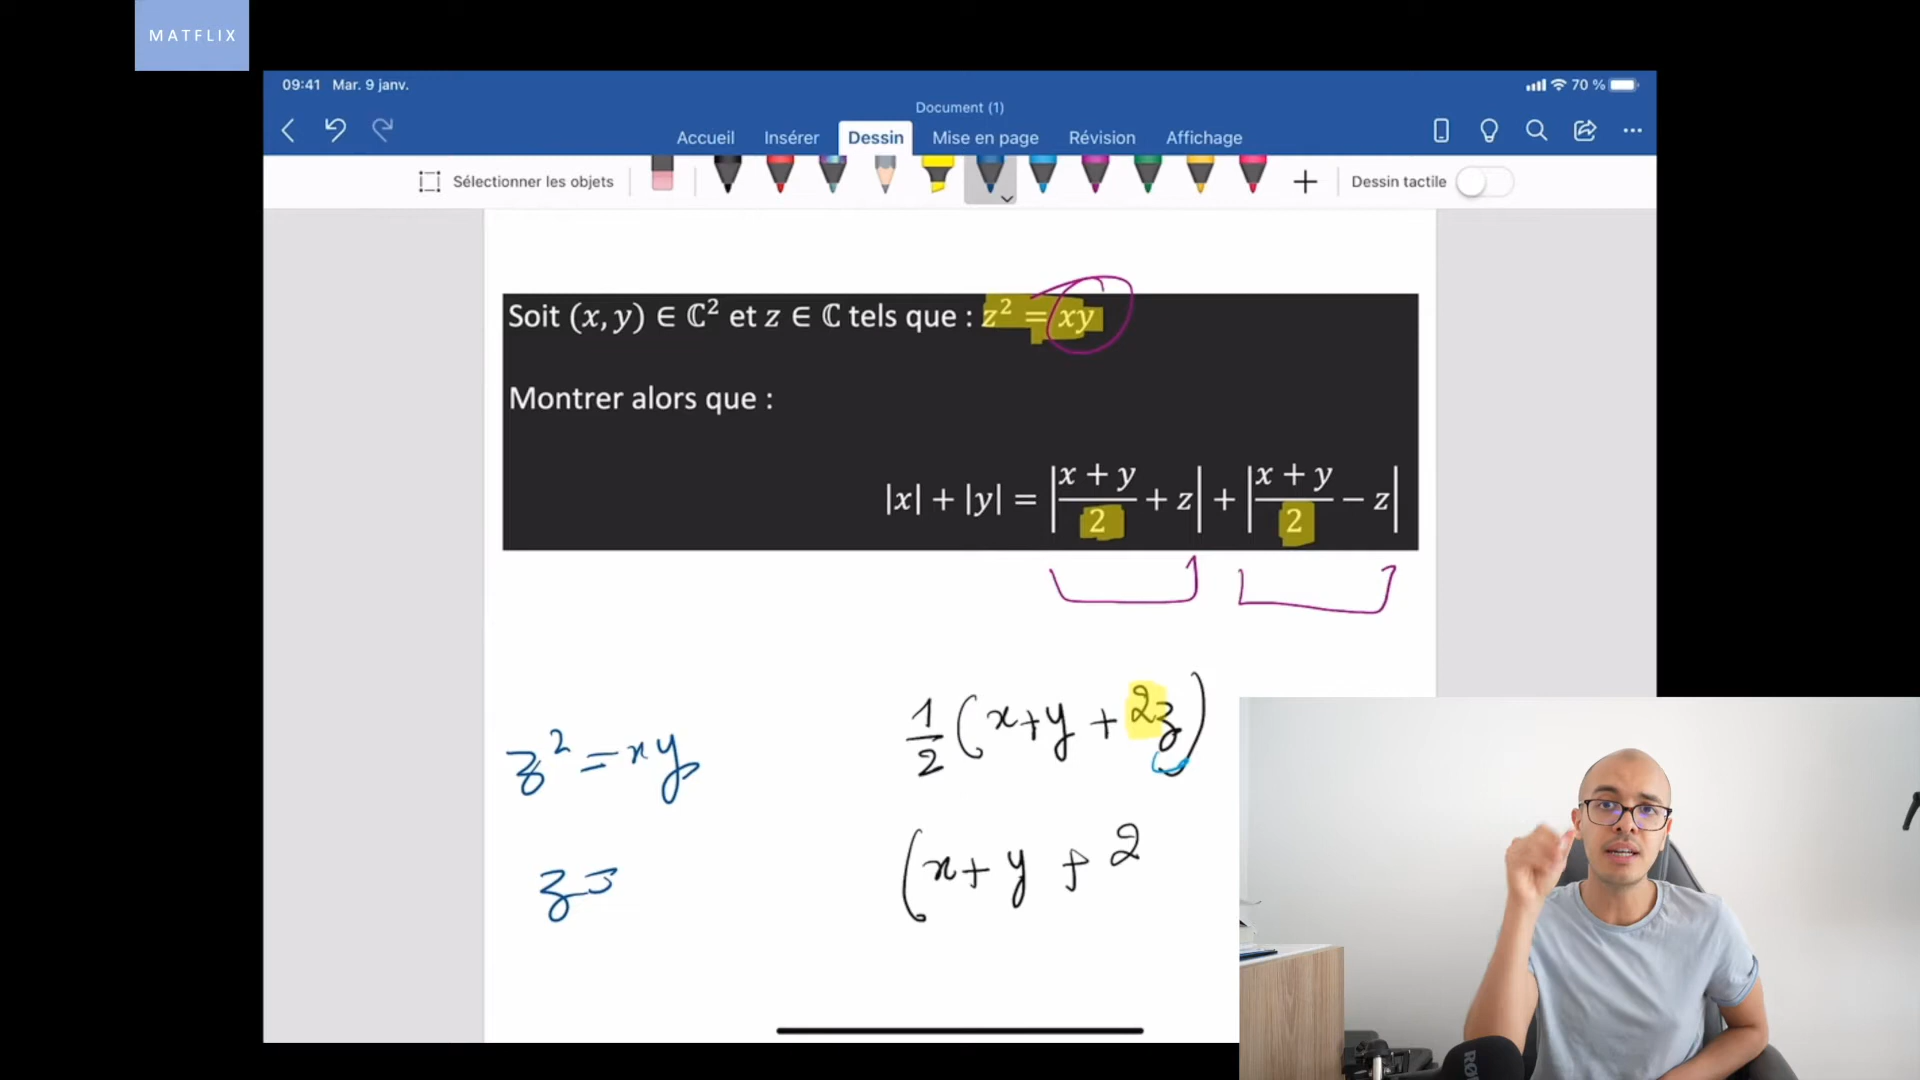 MATFLIX
09:41 Mar. 9 janv.
70 %
Document (1)
Accueil Insérer Dessin Mise en page Révision Affichage
Sélectionner les objets
Dessin tactile
Soit (x, y) ∈ ℂ² et z ∈ ℂ tels que : z² = xy
Montrer alors que :
|x| + |y| = |(x + y)/2 + z| + |(x + y)/2 − z|
1/2 (x+y + 2z)
z² = xy
(x + y + 2
z=
RØDE